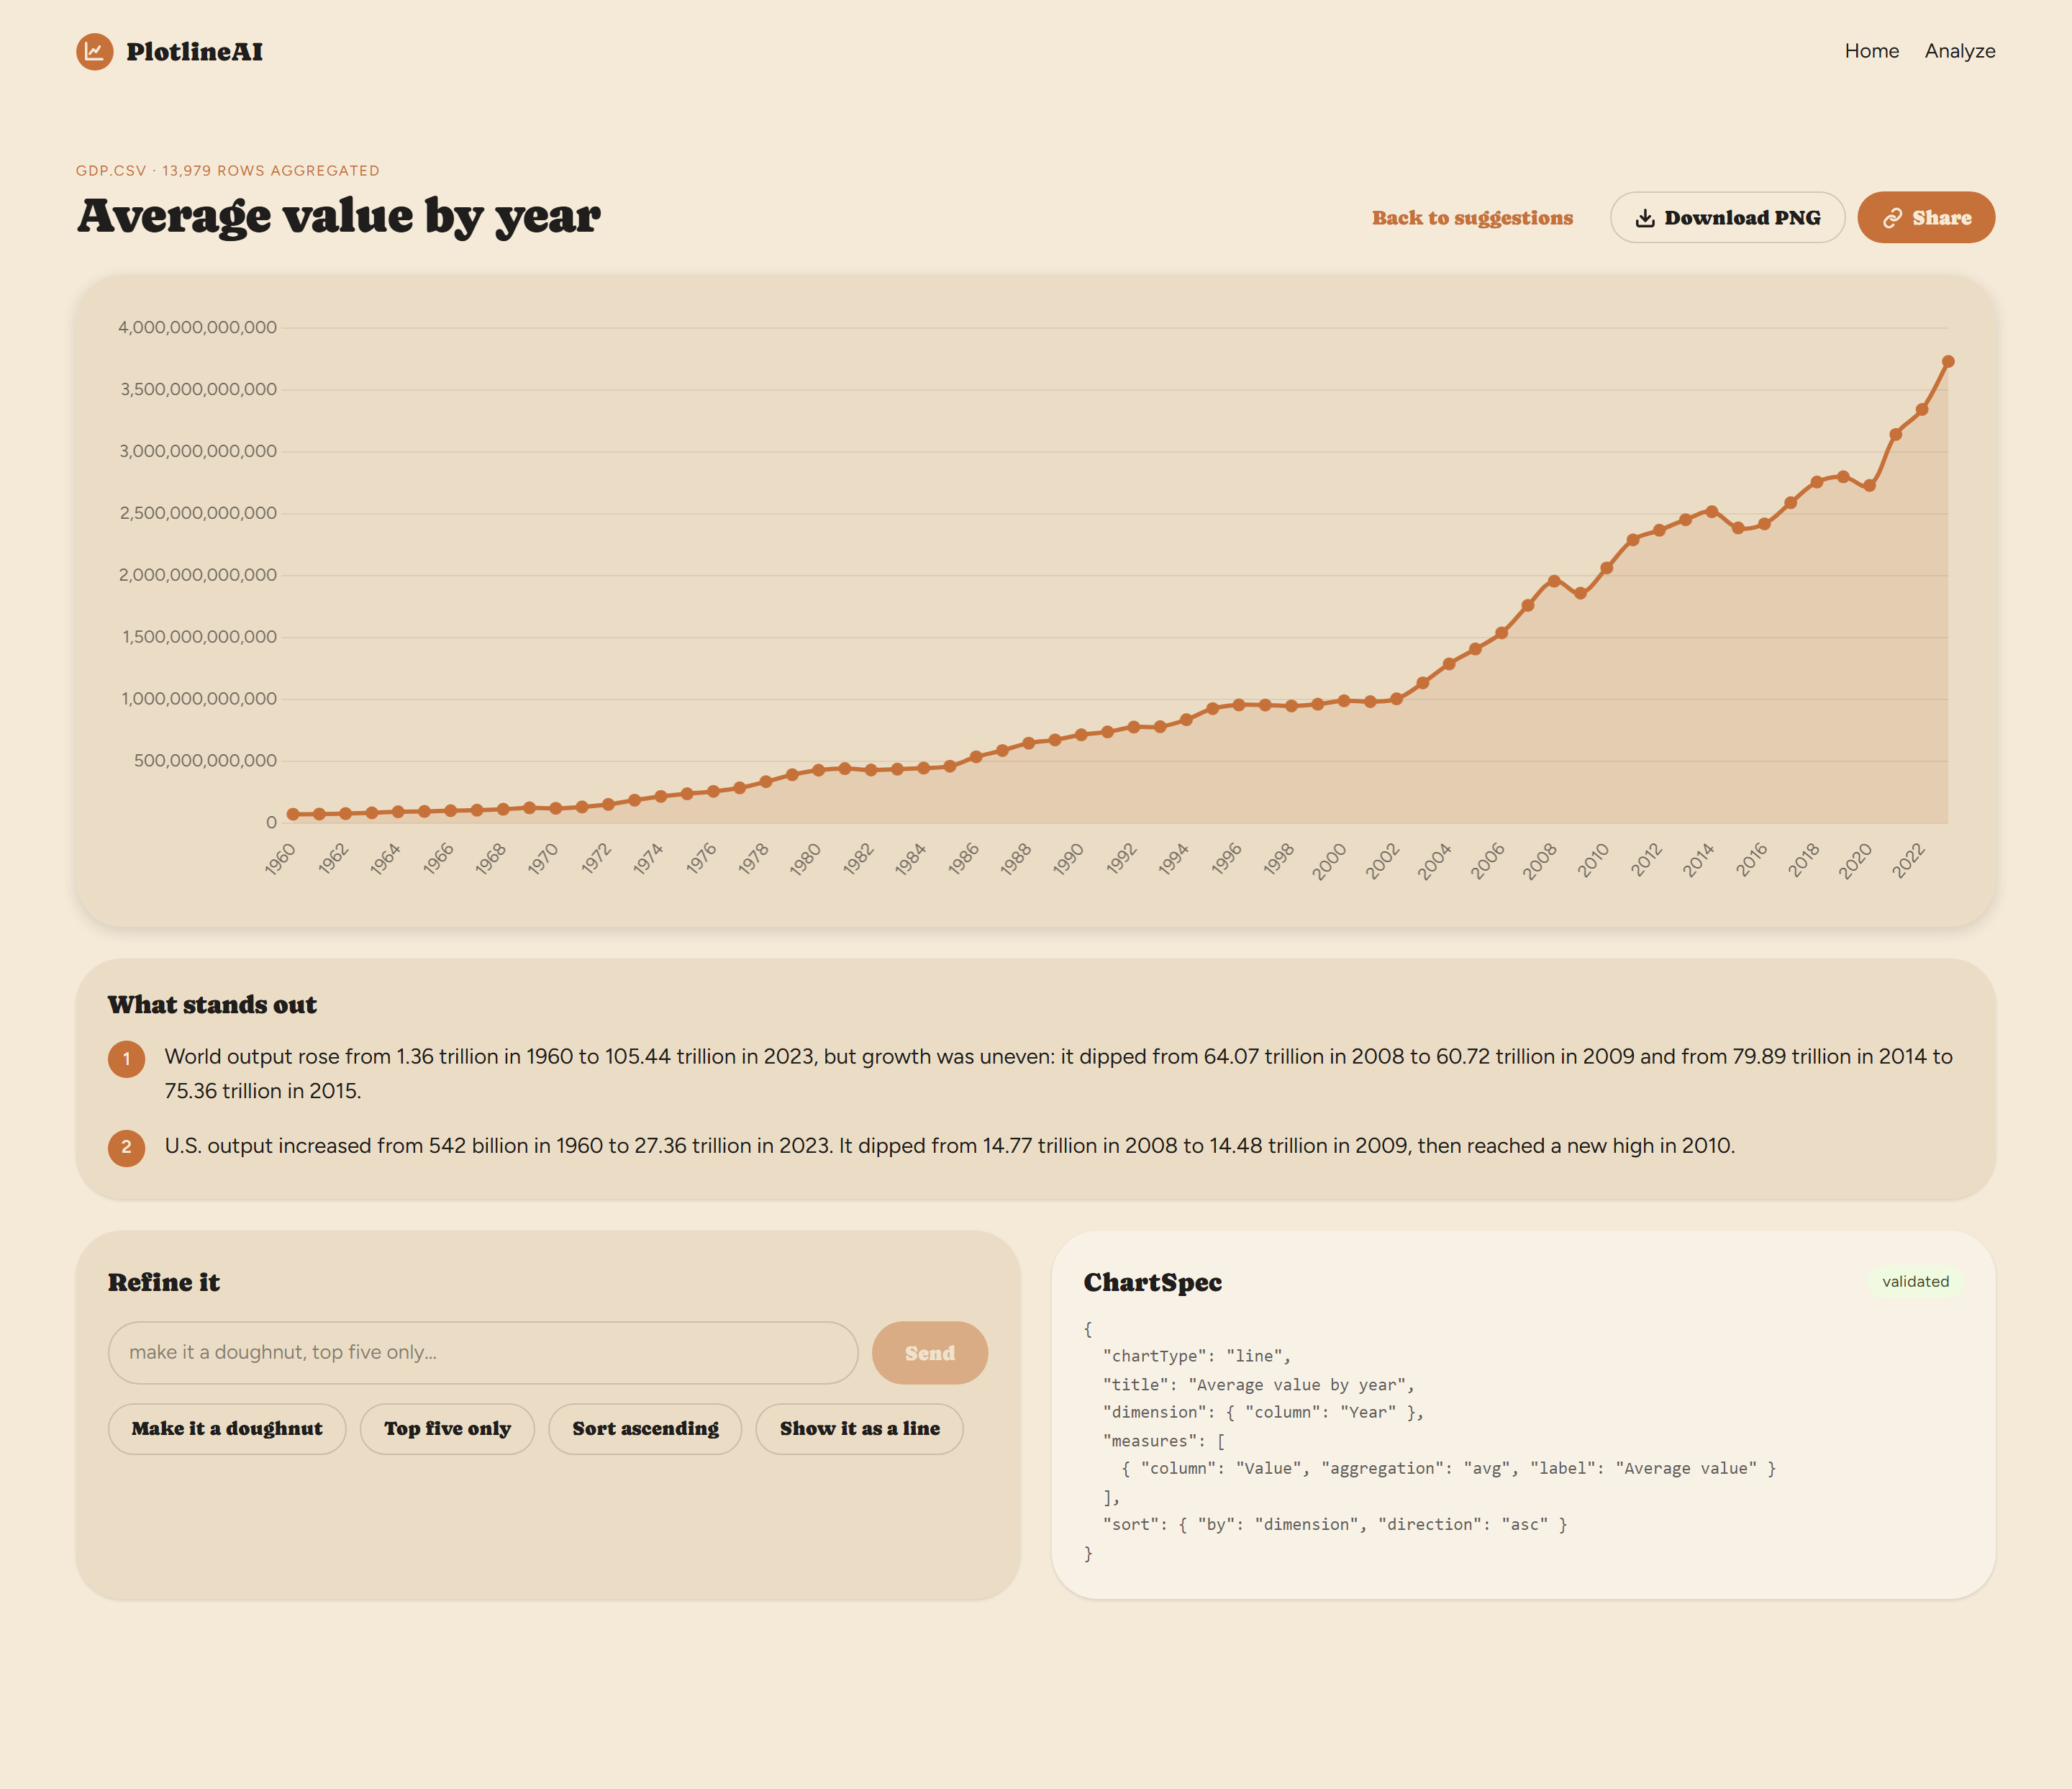 PlotlineAI
Home Analyze
GDP.CSV · 13,979 ROWS AGGREGATED
Average value by year
Back to suggestions
Download PNG
Share
4,000,000,000,000
3,500,000,000,000
3,000,000,000,000
2,500,000,000,000
2,000,000,000,000
1,500,000,000,000
1,000,000,000,000
500,000,000,000
0
1960 1962 1964 1966 1968 1970 1972 1974 1976 1978 1980 1982 1984 1986 1988 1990 1992 1994 1996 1998 2000 2002 2004 2006 2008 2010 2012 2014 2016 2018 2020 2022
What stands out
1 World output rose from 1.36 trillion in 1960 to 105.44 trillion in 2023, but growth was uneven: it dipped from 64.07 trillion in 2008 to 60.72 trillion in 2009 and from 79.89 trillion in 2014 to
75.36 trillion in 2015.
2 U.S. output increased from 542 billion in 1960 to 27.36 trillion in 2023. It dipped from 14.77 trillion in 2008 to 14.48 trillion in 2009, then reached a new high in 2010.
Refine it
make it a doughnut, top five only...
Send
Make it a doughnut
Top five only
Sort ascending
Show it as a line
ChartSpec
validated
{
  "chartType": "line",
  "title": "Average value by year",
  "dimension": { "column": "Year" },
  "measures": [
    { "column": "Value", "aggregation": "avg", "label": "Average value" }
  ],
  "sort": { "by": "dimension", "direction": "asc" }
}